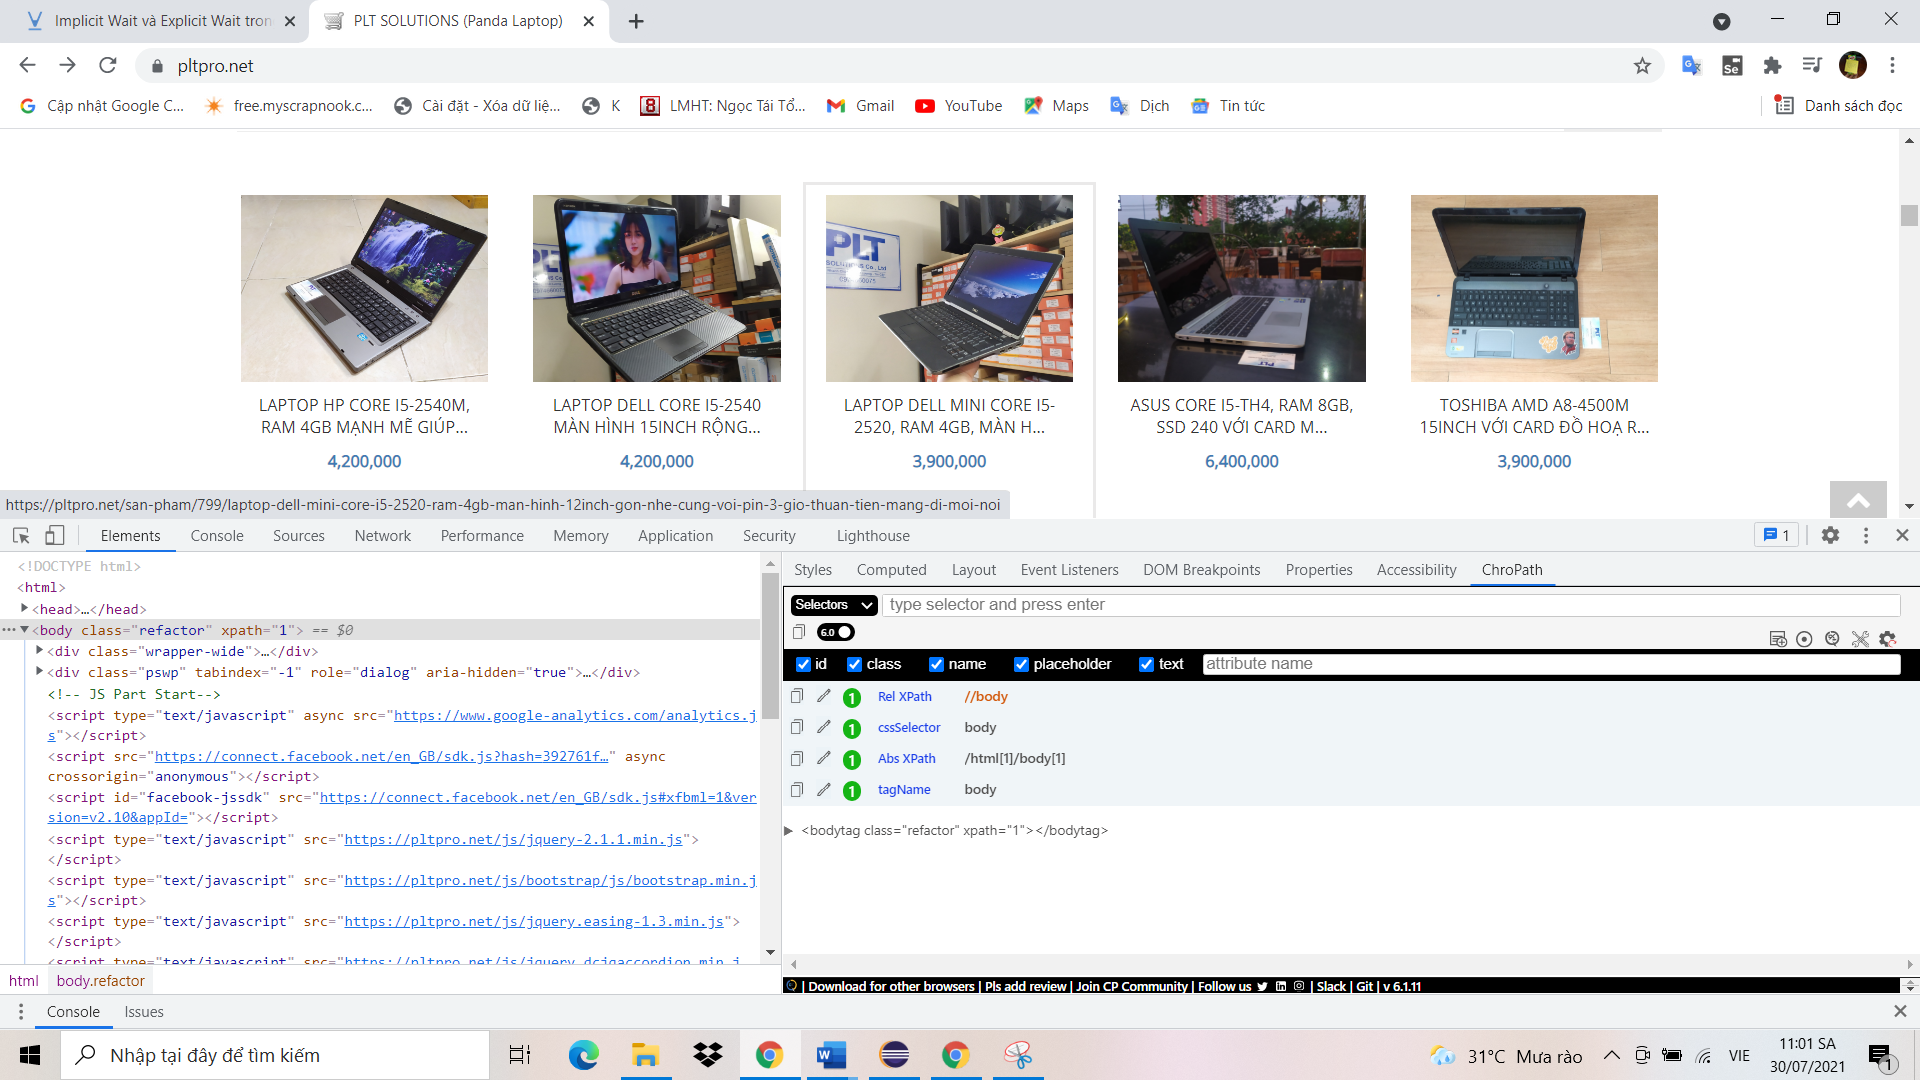 Implicit Wait và Explicit Wait tron
PLT SOLUTIONS (Panda Laptop)
pltpro.net
Cập nhật Google C...
free.myscrapnook.c...
Cài đặt - Xóa dữ liệ...
K
LMHT: Ngọc Tái Tổ...
Gmail
YouTube
Maps
Dịch
Tin tức
Danh sách đọc
PLT
LAPTOP HP CORE I5-2540M,
RAM 4GB MẠNH MẼ GIÚP...
4,200,000
LAPTOP DELL CORE I5-2540
MÀN HÌNH 15INCH RỘNG...
4,200,000
LAPTOP DELL MINI CORE I5-
2520, RAM 4GB, MÀN H...
3,900,000
ASUS CORE I5-TH4, RAM 8GB,
SSD 240 VỚI CARD M...
6,400,000
TOSHIBA AMD A8-4500M
15INCH VỚI CARD ĐỒ HOẠ R...
3,900,000
https://pltpro.net/san-pham/799/laptop-dell-mini-core-i5-2520-ram-4gb-man-hinh-12inch-gon-nhe-cung-voi-pin-3-gio-thuan-tien-mang-di-moi-noi
Elements Console Sources Network Performance Memory Application Security Lighthouse
1
<!DOCTYPE html>
<html>
<head>…</head>
<body class="refactor" xpath="1"> == $0
<div class="wrapper-wide">…</div>
<div class="pswp" tabindex="-1" role="dialog" aria-hidden="true">…</div>
<!-- JS Part Start-->
<script type="text/javascript" async src="https://www.google-analytics.com/analytics.j
s"></script>
<script src="https://connect.facebook.net/en_GB/sdk.js?hash=392761f…" async
crossorigin="anonymous"></script>
<script id="facebook-jssdk" src="https://connect.facebook.net/en_GB/sdk.js#xfbml=1&ver
sion=v2.10&appId="></script>
<script type="text/javascript" src="https://pltpro.net/js/jquery-2.1.1.min.js">
</script>
<script type="text/javascript" src="https://pltpro.net/js/bootstrap/js/bootstrap.min.j
s"></script>
<script type="text/javascript" src="https://pltpro.net/js/jquery.easing-1.3.min.js">
</script>
<script type="text/javascript" src="https://pltpro.net/js/jquery.dcjqaccordion.min.j
html body.refactor
Styles Computed Layout Event Listeners DOM Breakpoints Properties Accessibility ChroPath
Selectors
type selector and press enter
6.0
id class name placeholder text attribute name
1 Rel XPath //body
1 cssSelector body
1 Abs XPath /html[1]/body[1]
1 tagName body
<bodytag class="refactor" xpath="1"></bodytag>
| Download for other browsers | Pls add review | Join CP Community | Follow us | Slack | Git | v 6.1.11
Console Issues
Nhập tại đây để tìm kiếm
31°C Mưa rào
VIE
11:01 SA
30/07/2021
1